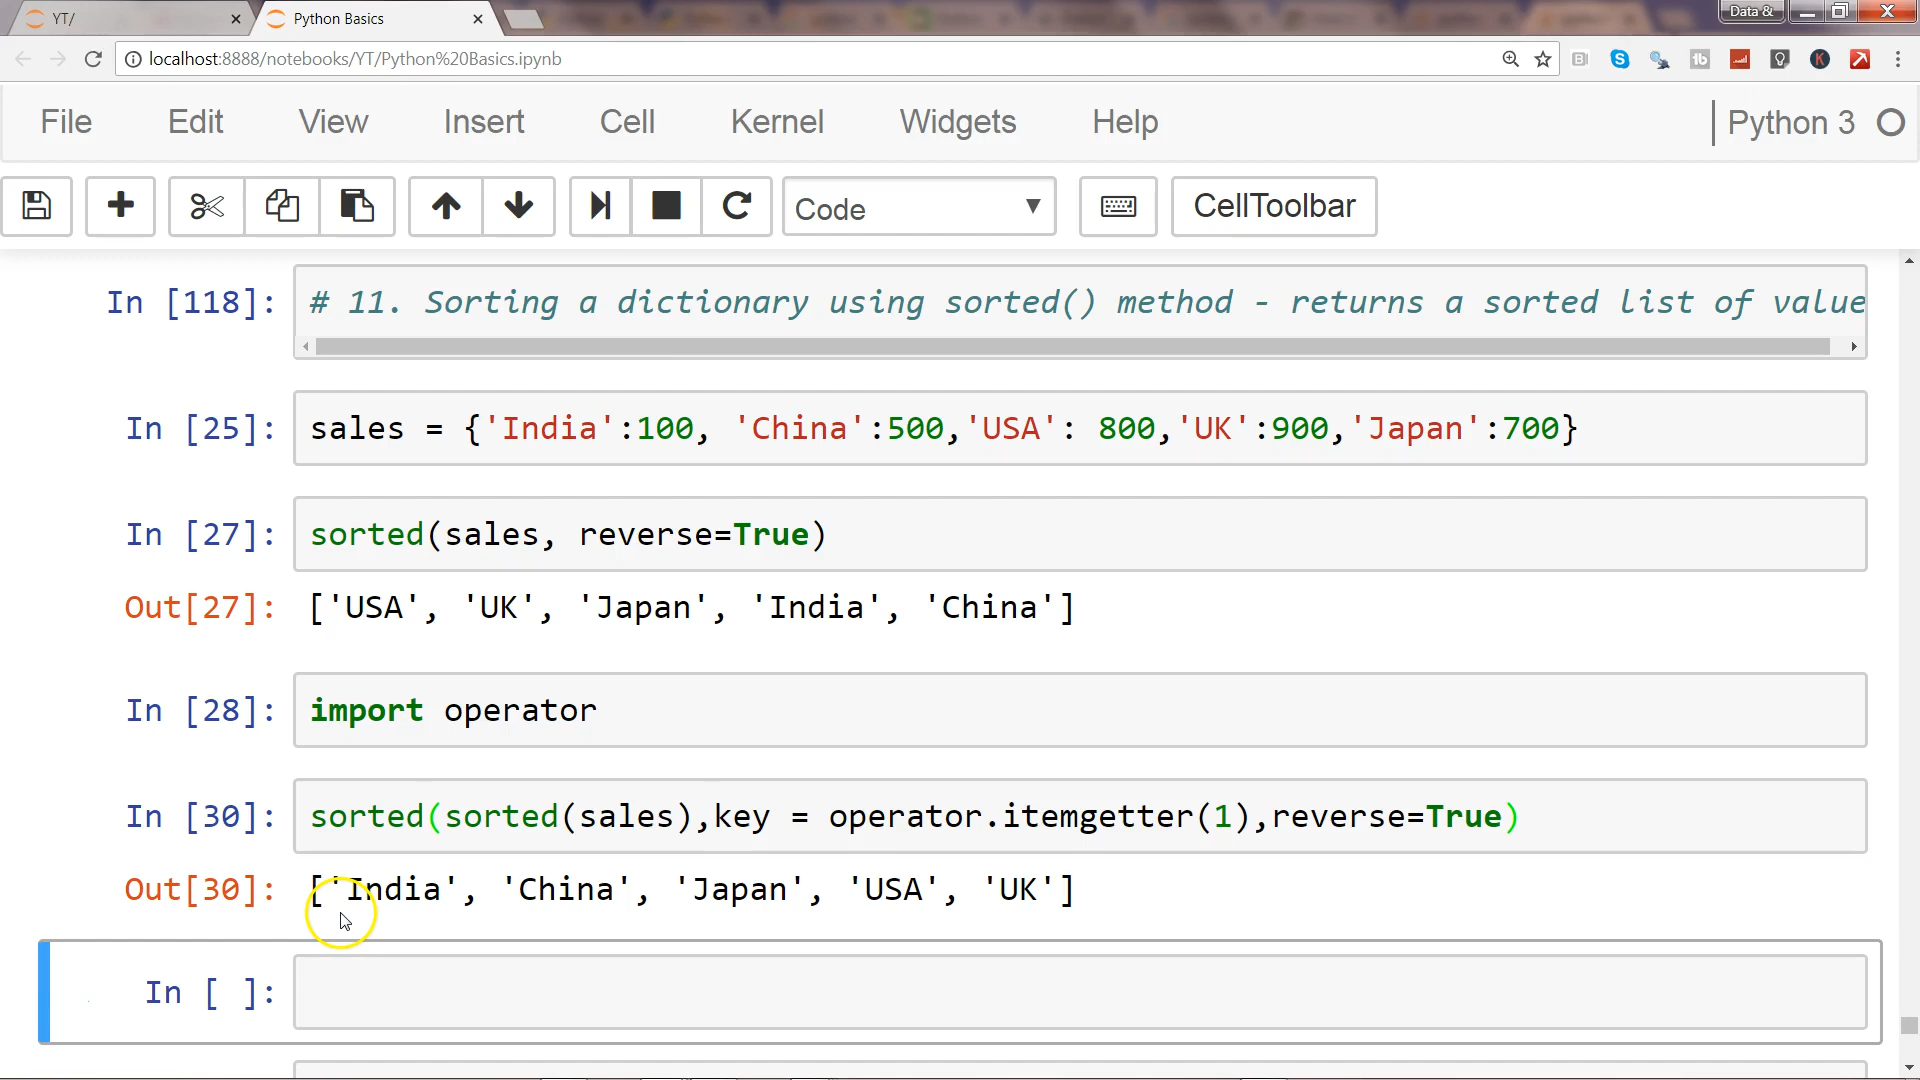 YT/
Python Basics
Data &
localhost:8888/notebooks/YT/Python%20Basics.ipynb
File Edit View Insert Cell Kernel Widgets Help Python 3
Code CellToolbar
In [118]: # 11. Sorting a dictionary using sorted() method - returns a sorted list of value
In [25]: sales = {'India':100, 'China':500,'USA': 800,'UK':900,'Japan':700}
In [27]: sorted(sales, reverse=True)
Out[27]: ['USA', 'UK', 'Japan', 'India', 'China']
In [28]: import operator
In [30]: sorted(sorted(sales),key = operator.itemgetter(1),reverse=True)
Out[30]: ['India', 'China', 'Japan', 'USA', 'UK']
In [ ]: